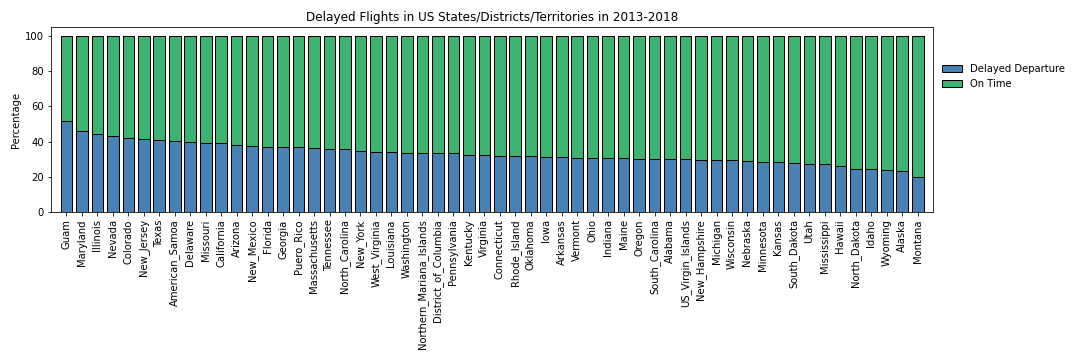 Delayed Flights in US States/Districts/Territories in 2013-2018
Percentage
100
80
60
40
20
0
Delayed Departure
On Time
Guam
Maryland
Illinois
Nevada
Colorado
New_Jersey
Texas
American_Samoa
Delaware
Missouri
California
Arizona
New_Mexico
Florida
Georgia
Puero_Rico
Massachusetts
Tennessee
North_Carolina
New_York
West_Virginia
Louisiana
Washington
Northern_Mariana_Islands
District_of_Columbia
Pennsylvania
Kentucky
Virginia
Connecticut
Rhode_Island
Oklahoma
Iowa
Arkansas
Vermont
Ohio
Indiana
Maine
Oregon
South_Carolina
Alabama
US_Virgin_Islands
New_Hampshire
Michigan
Wisconsin
Nebraska
Minnesota
Kansas
South_Dakota
Utah
Mississippi
Hawaii
North_Dakota
Idaho
Wyoming
Alaska
Montana